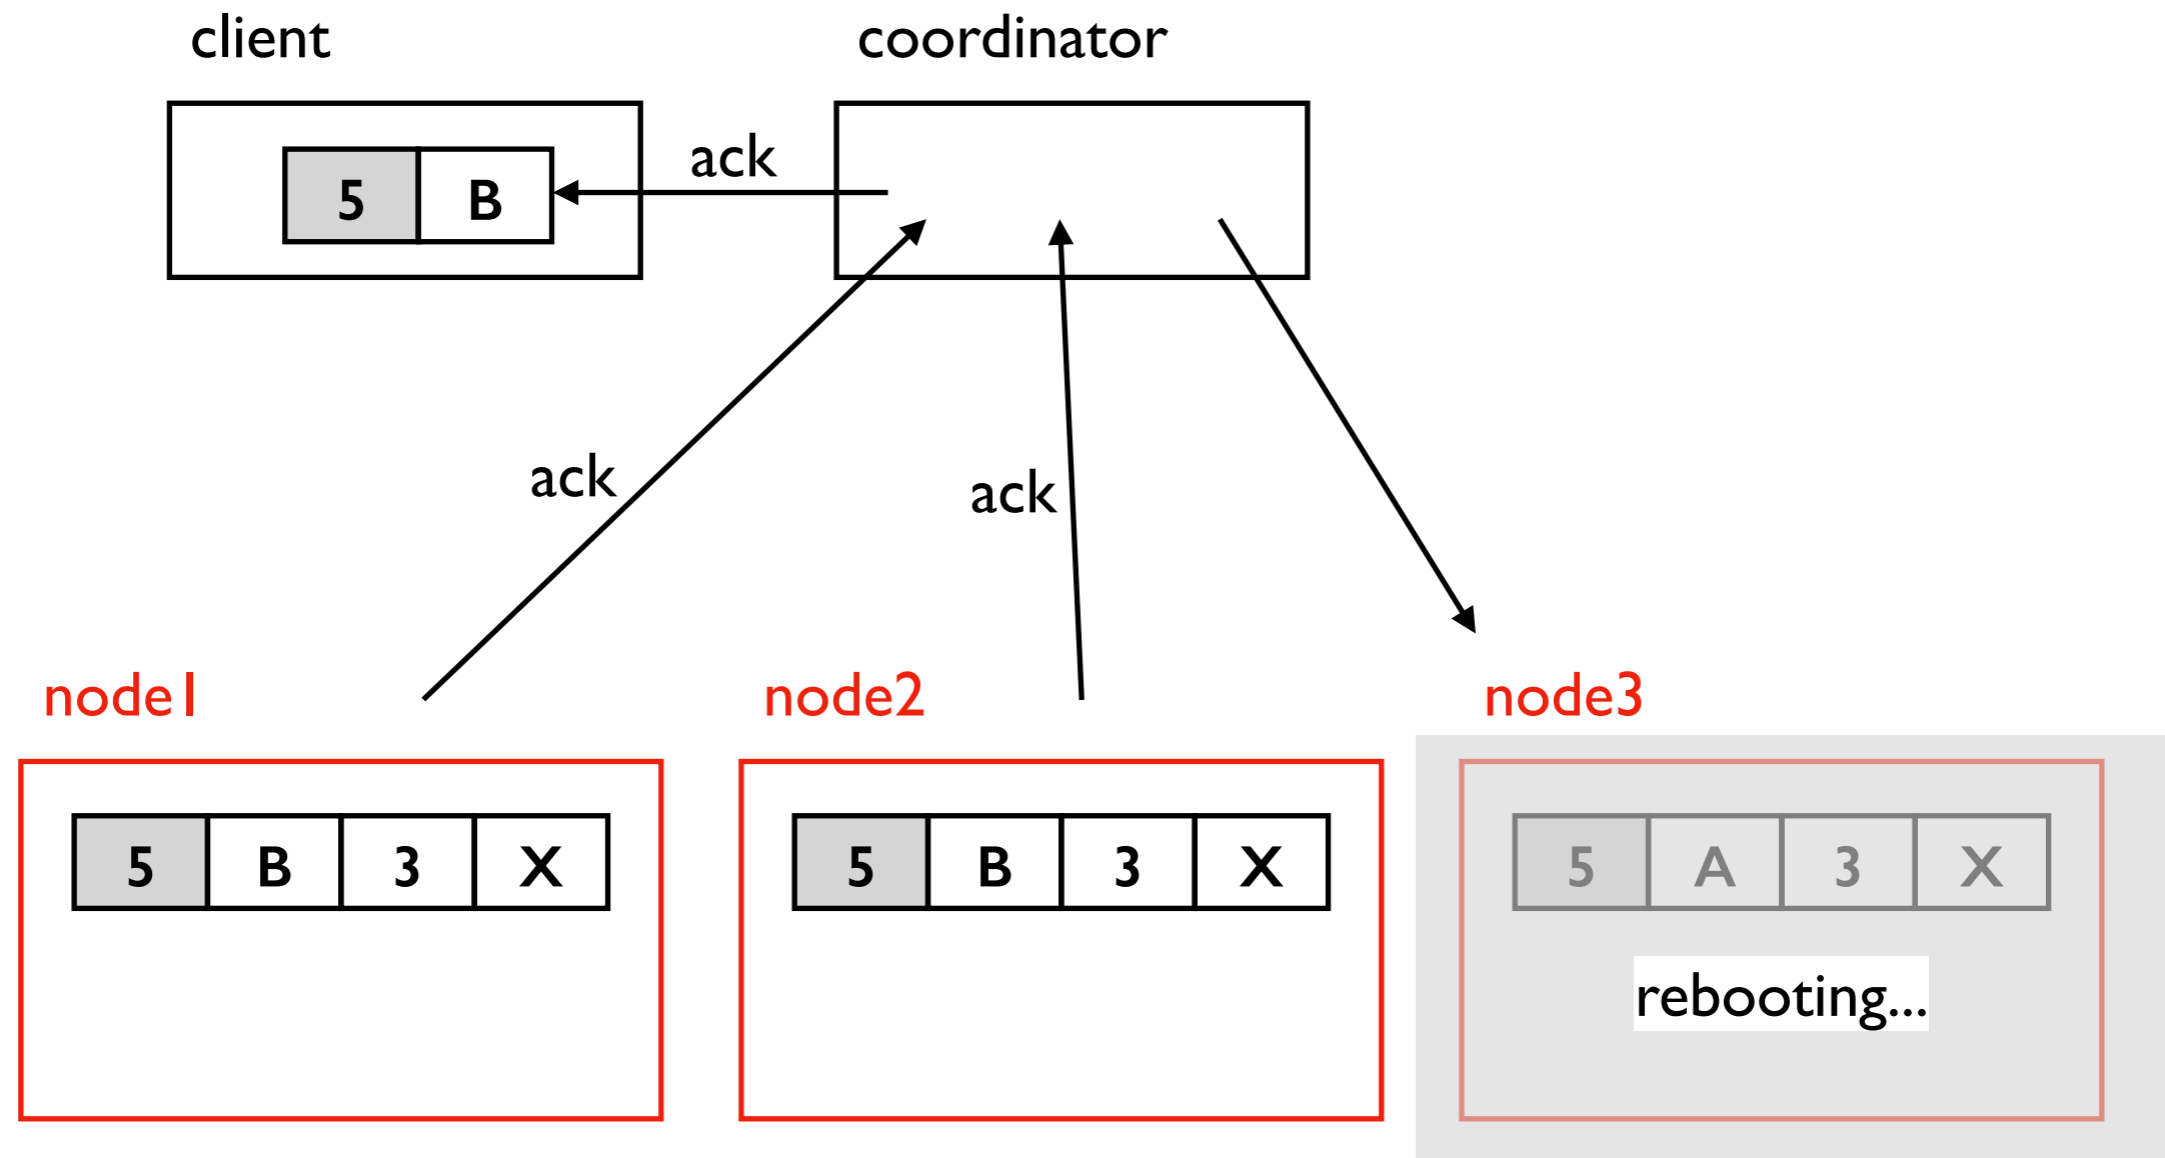 client
coordinator
5 B
ack
ack
ack
node1
node2
node3
5 B 3 X
5 B 3 X
5 A 3 X
rebooting...